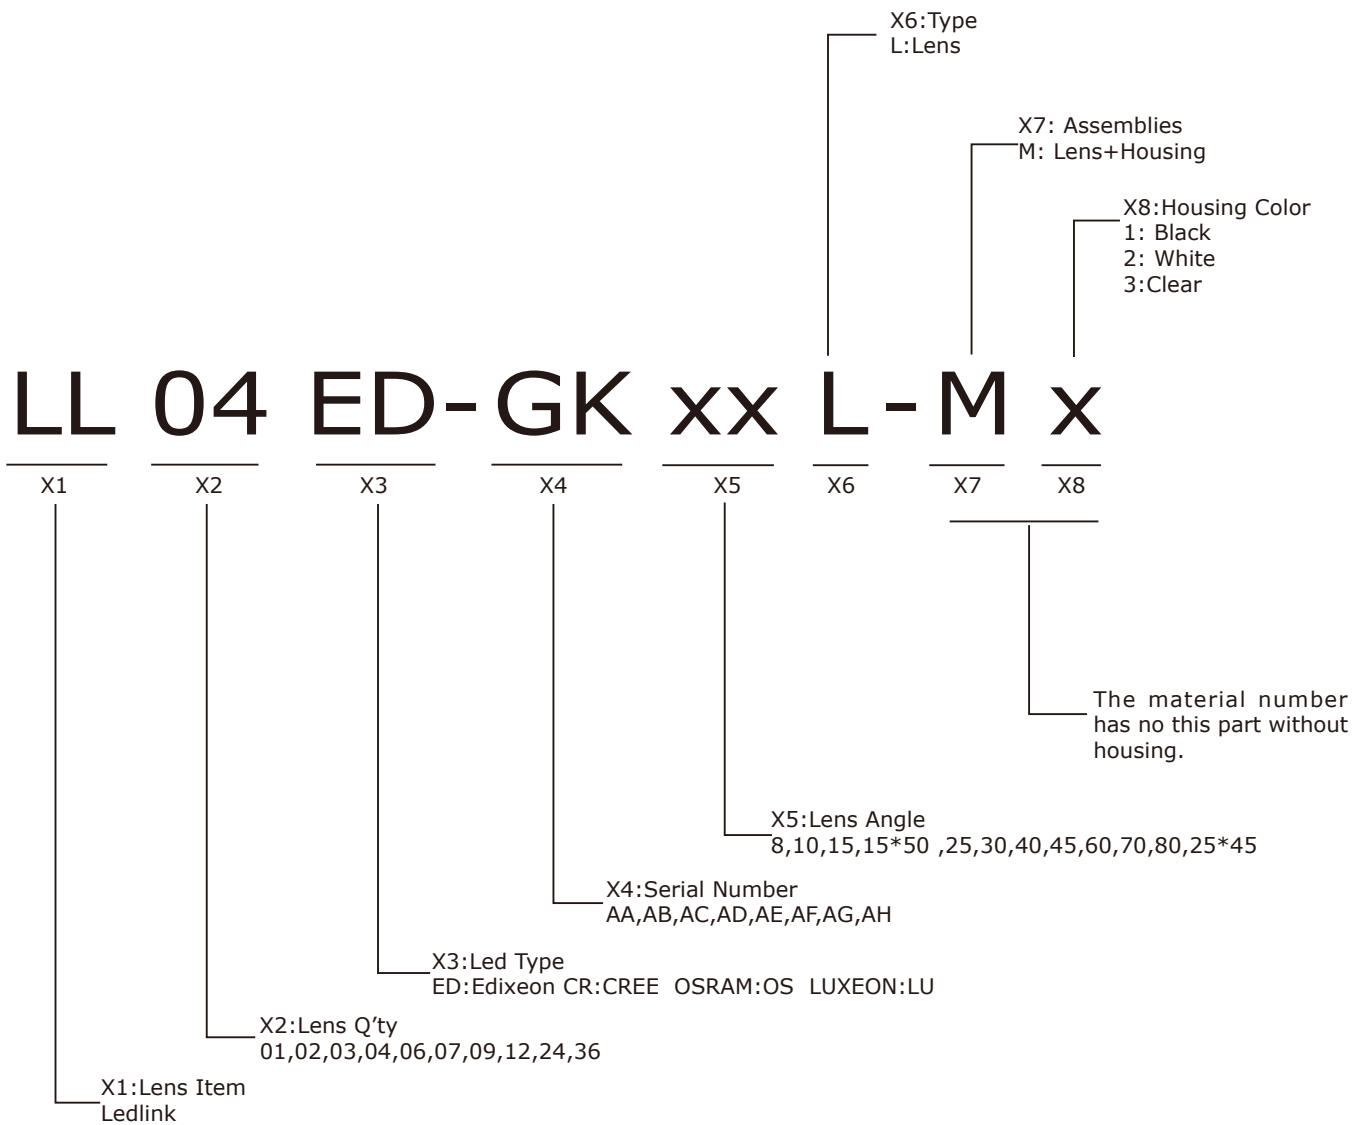 X6:Type
L:Lens
X7: Assemblies
M: Lens+Housing
X8:Housing Color
1: Black
2: White
3:Clear
LL 04 ED-GK xx L-M x
X1 X2 X3 X4 X5 X6 X7 X8
The material number
has no this part without
housing.
X5:Lens Angle
8,10,15,15*50 ,25,30,40,45,60,70,80,25*45
X4:Serial Number
AA,AB,AC,AD,AE,AF,AG,AH
X3:Led Type
ED:Edixeon CR:CREE OSRAM:OS LUXEON:LU
X2:Lens Q’ty
01,02,03,04,06,07,09,12,24,36
X1:Lens Item
Ledlink